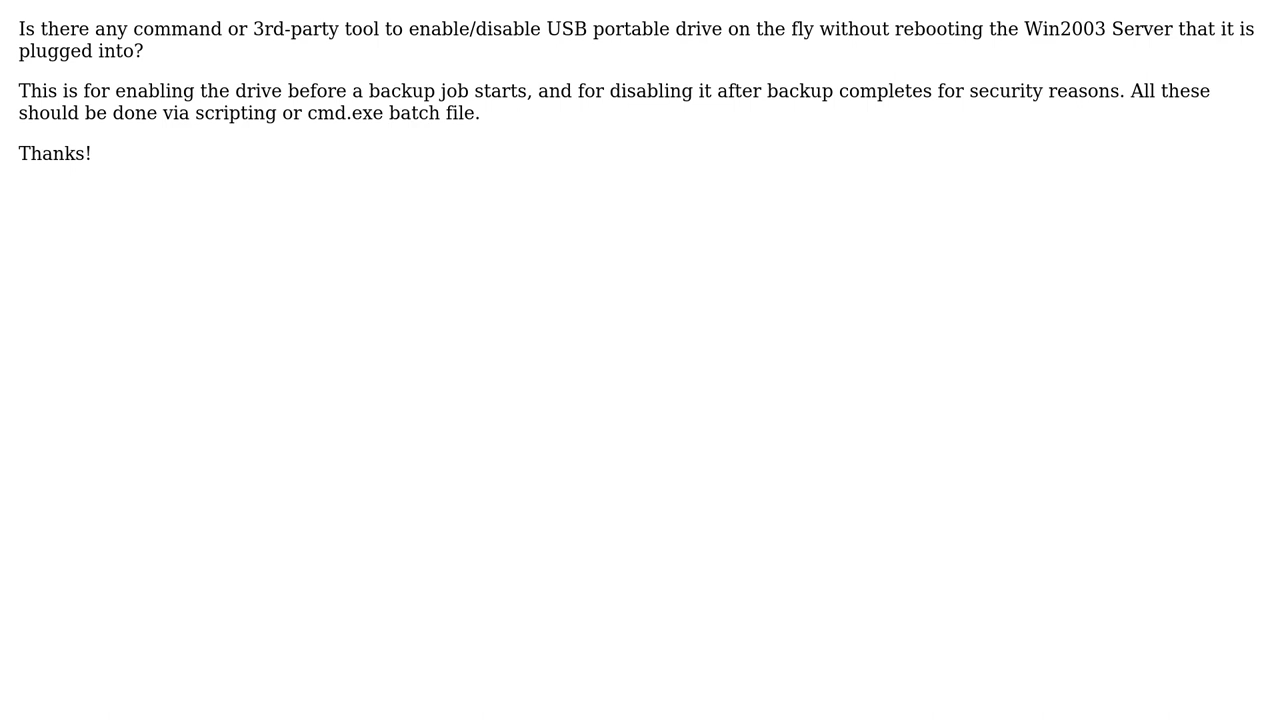 Is there any command or 3rd-party tool to enable/disable USB portable drive on the fly without rebooting the Win2003 Server that it is
plugged into?
This is for enabling the drive before a backup job starts, and for disabling it after backup completes for security reasons. All these
should be done via scripting or cmd.exe batch file.
Thanks!